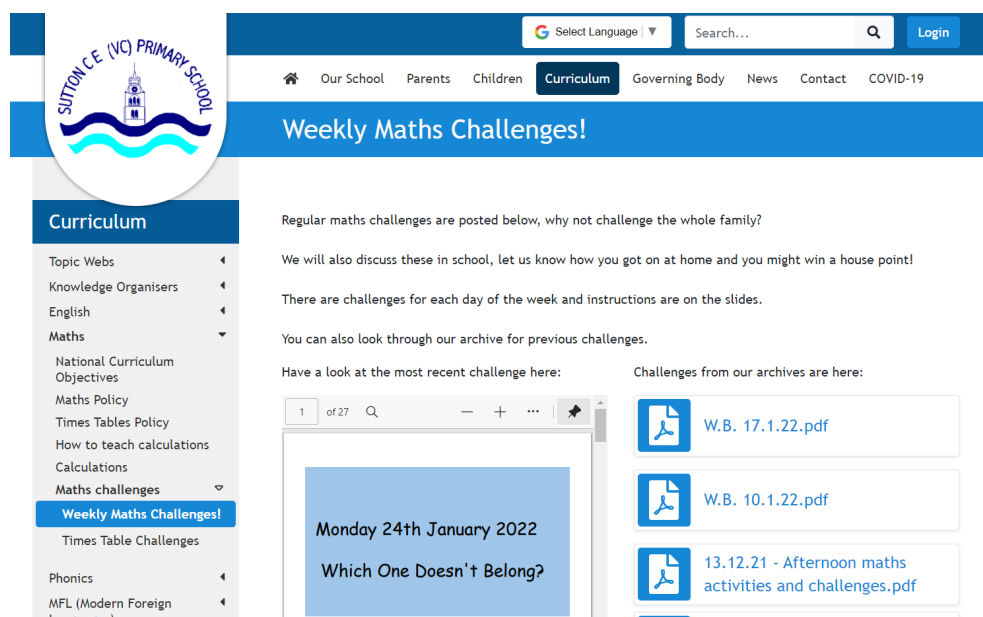 Select Language ▼
Search...
Login
SUTTON C.E (VC) PRIMARY SCHOOL
Our School Parents Children Curriculum Governing Body News Contact COVID-19
Weekly Maths Challenges!
Curriculum
Topic Webs
Knowledge Organisers
English
Maths
National Curriculum
Objectives
Maths Policy
Times Tables Policy
How to teach calculations
Calculations
Maths challenges
Weekly Maths Challenges!
Times Table Challenges
Phonics
MFL (Modern Foreign
Regular maths challenges are posted below, why not challenge the whole family?
We will also discuss these in school, let us know how you got on at home and you might win a house point!
There are challenges for each day of the week and instructions are on the slides.
You can also look through our archive for previous challenges.
Have a look at the most recent challenge here:
1 of 27
Monday 24th January 2022
Which One Doesn't Belong?
Challenges from our archives are here:
W.B. 17.1.22.pdf
W.B. 10.1.22.pdf
13.12.21 - Afternoon maths
activities and challenges.pdf